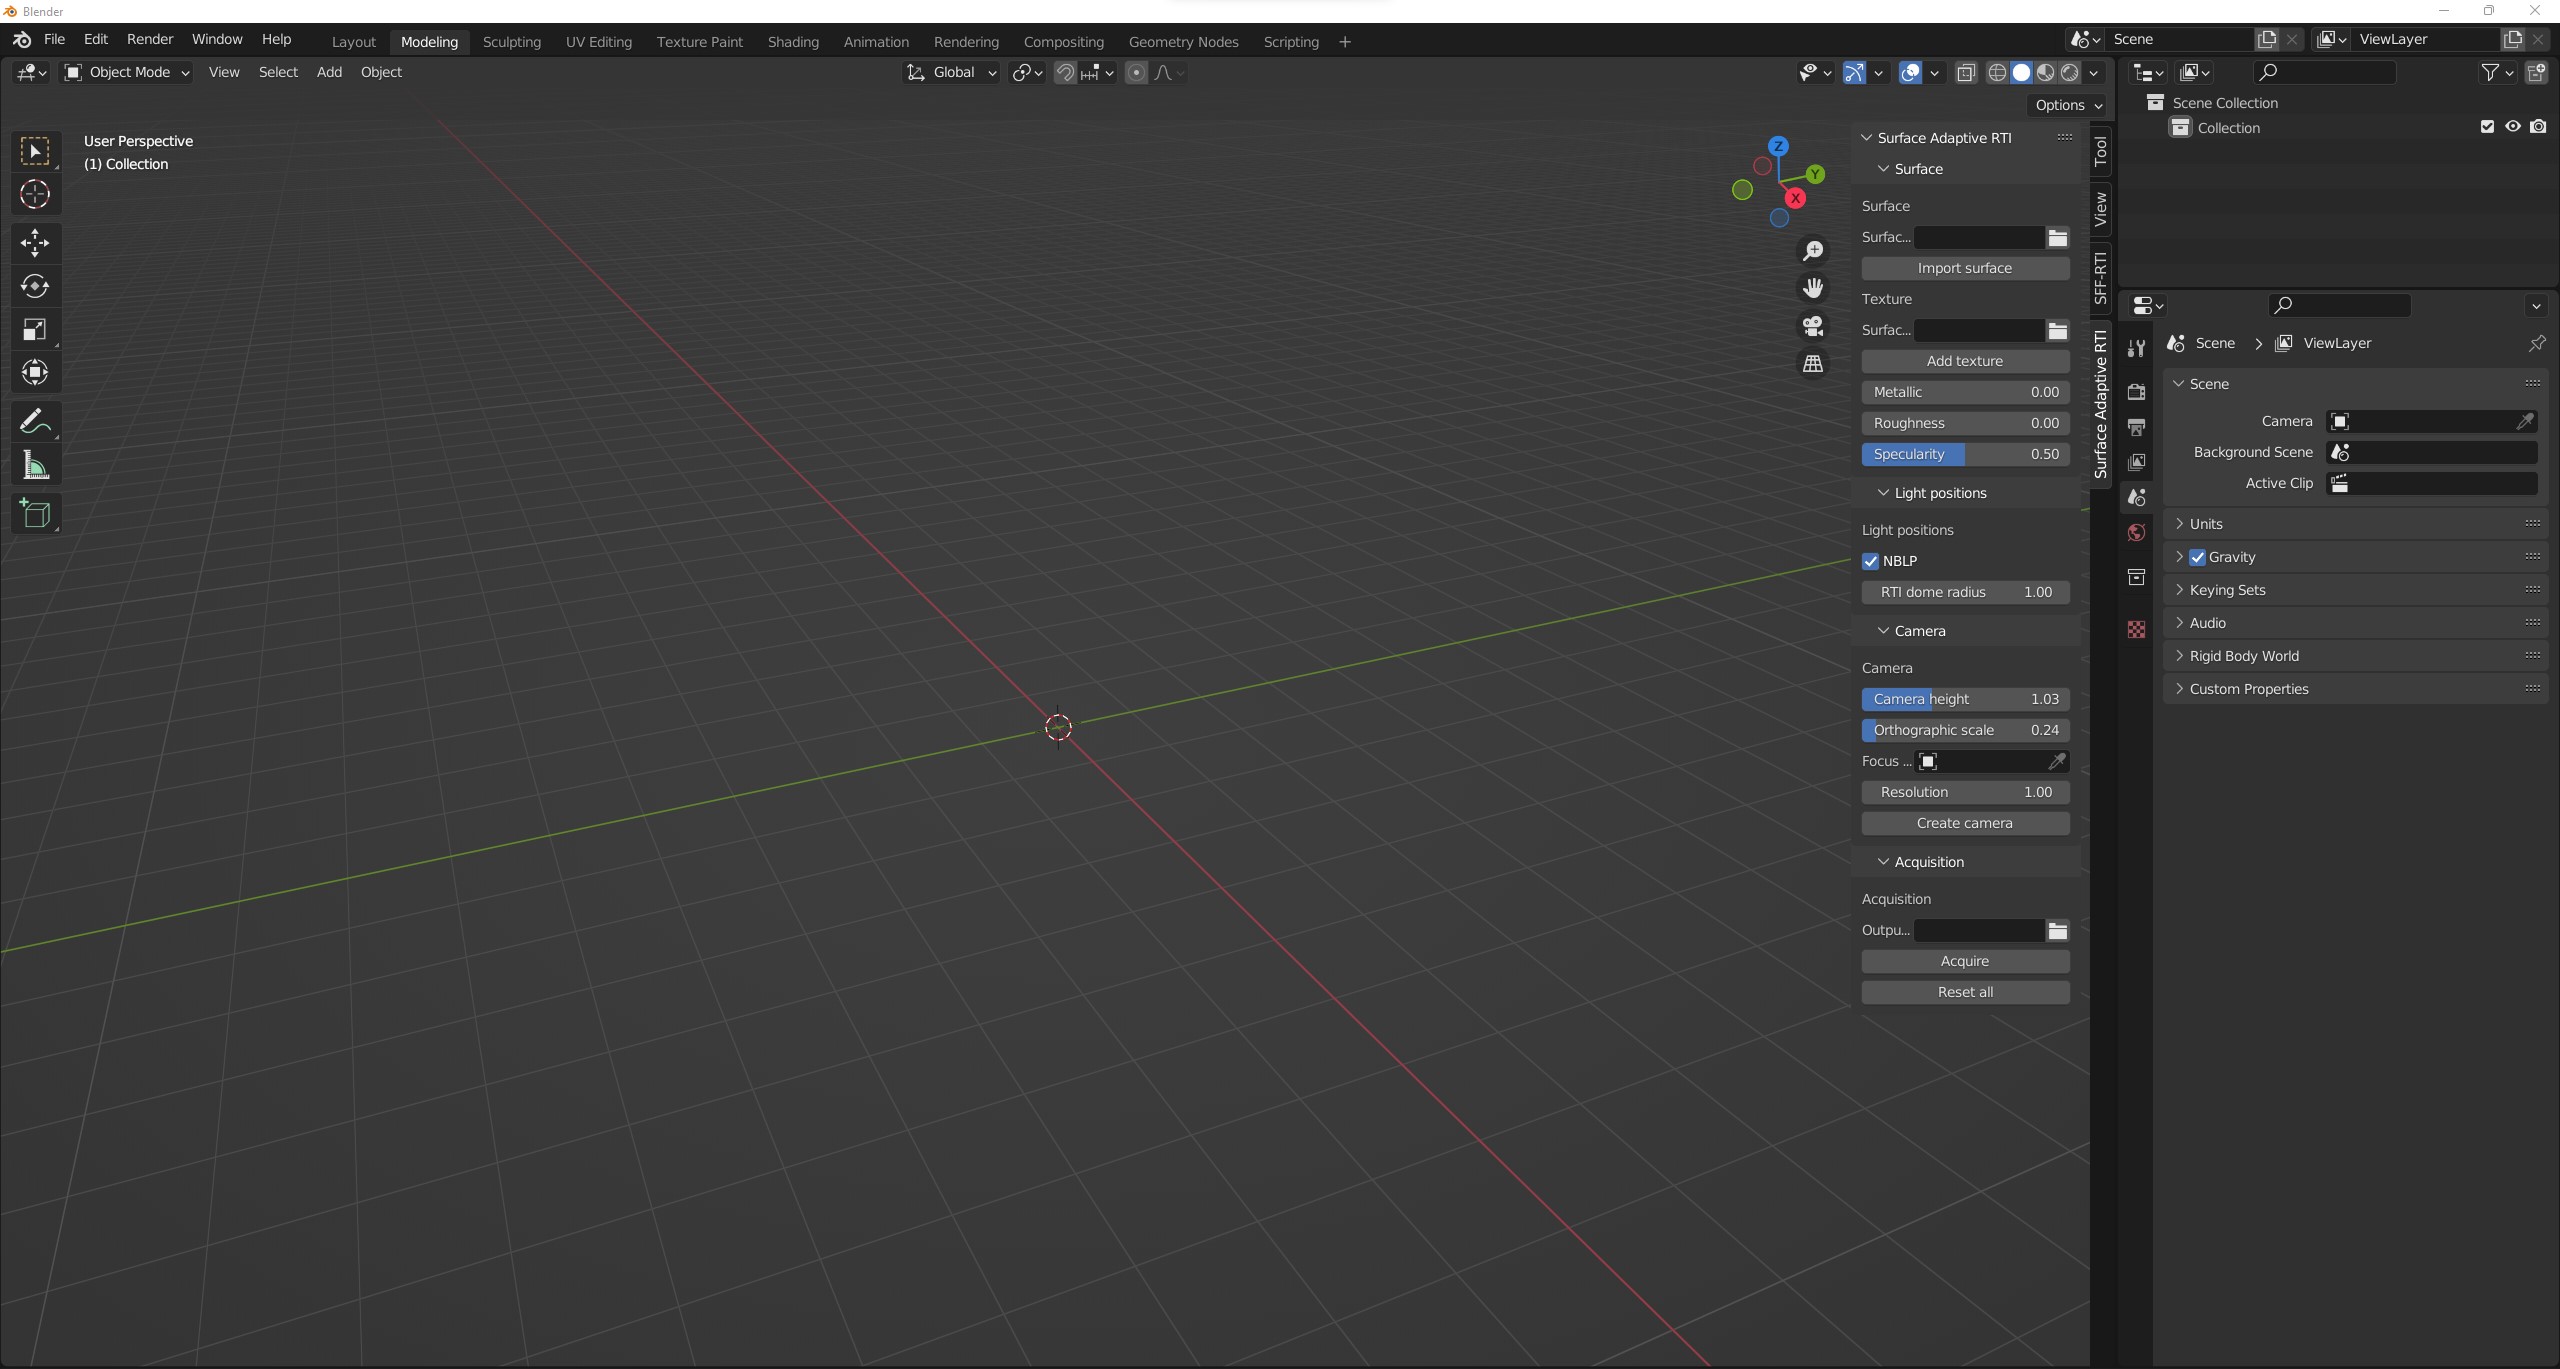 Blender
File Edit Render Window Help Layout Modeling Sculpting UV Editing Texture Paint Shading Animation Rendering Compositing Geometry Nodes Scripting + Scene ViewLayer
Object Mode View Select Add Object Global
Options
User Perspective
(1) Collection
Z
Y
X
Surface Adaptive RTI
Surface
Surface
Surfac...
Import surface
Texture
Surfac...
Add texture
Metallic 0.00
Roughness 0.00
Specularity 0.50
Light positions
Light positions
NBLP
RTI dome radius 1.00
Camera
Camera
Camera height 1.03
Orthographic scale 0.24
Focus ...
Resolution 1.00
Create camera
Acquisition
Acquisition
Outpu...
Acquire
Reset all
Tool
View
SFF-RTI
Surface Adaptive RTI
Scene Collection
Collection
Scene > ViewLayer
Scene
Camera
Background Scene
Active Clip
Units
Gravity
Keying Sets
Audio
Rigid Body World
Custom Properties